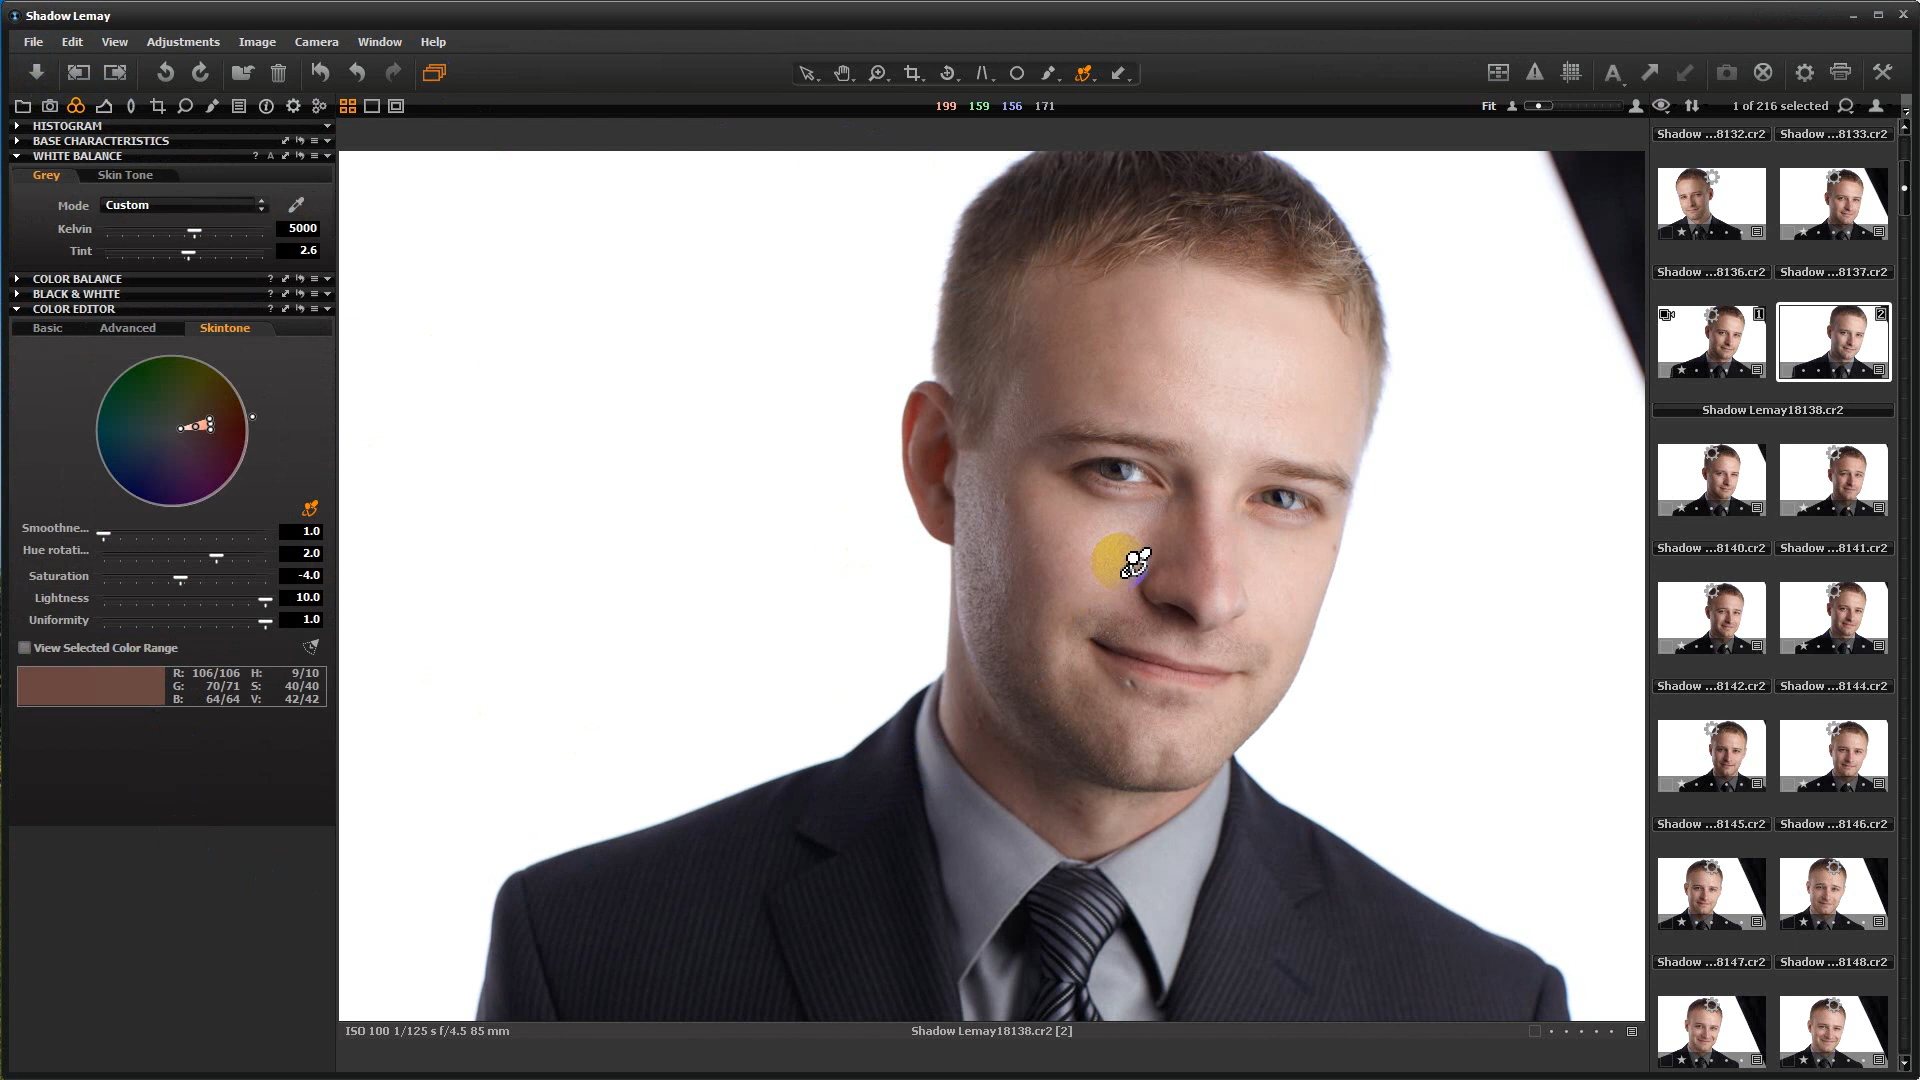 Shadow Lemay
File Edit View Adjustments Image Camera Window Help
199 159 156 171
Fit
1 of 216 selected
HISTOGRAM
BASE CHARACTERISTICS
WHITE BALANCE ? A
Grey Skin Tone
Mode Custom
Kelvin 5000
Tint 2.6
COLOR BALANCE ?
BLACK & WHITE ?
COLOR EDITOR ?
Basic Advanced Skintone
Smoothne... 1.0
Hue rotati... 2.0
Saturation -4.0
Lightness 10.0
Uniformity 1.0
View Selected Color Range
R: 106/106 H: 9/10
G: 70/71 S: 40/40
B: 64/64 V: 42/42
ISO 100 1/125 s f/4.5 85 mm
Shadow Lemay18138.cr2 [2]
Shadow ...8132.cr2 Shadow ...8133.cr2
Shadow ...8136.cr2 Shadow ...8137.cr2
1 2
Shadow Lemay18138.cr2
Shadow ...8140.cr2 Shadow ...8141.cr2
Shadow ...8142.cr2 Shadow ...8144.cr2
Shadow ...8145.cr2 Shadow ...8146.cr2
Shadow ...8147.cr2 Shadow ...8148.cr2